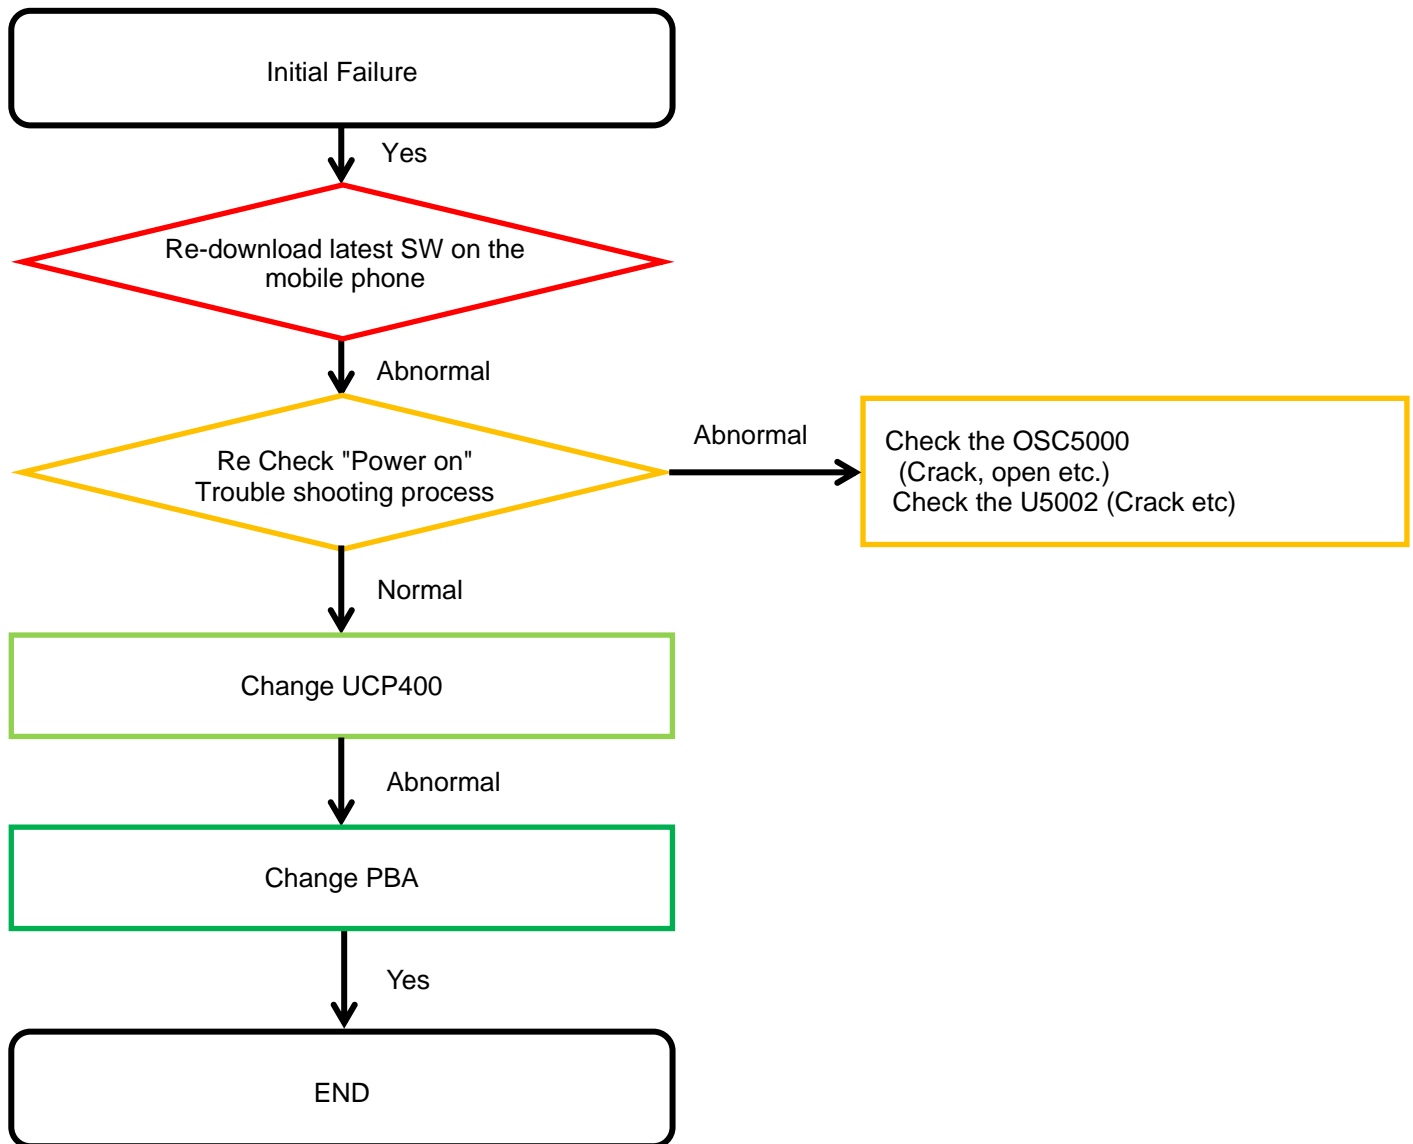 Initial Failure
Yes
Re-download latest SW on the
mobile phone
Abnormal
Re Check "Power on"
Trouble shooting process
Abnormal
Check the OSC5000
(Crack, open etc.)
Check the U5002 (Crack etc)
Normal
Change UCP400
Abnormal
Change PBA
Yes
END